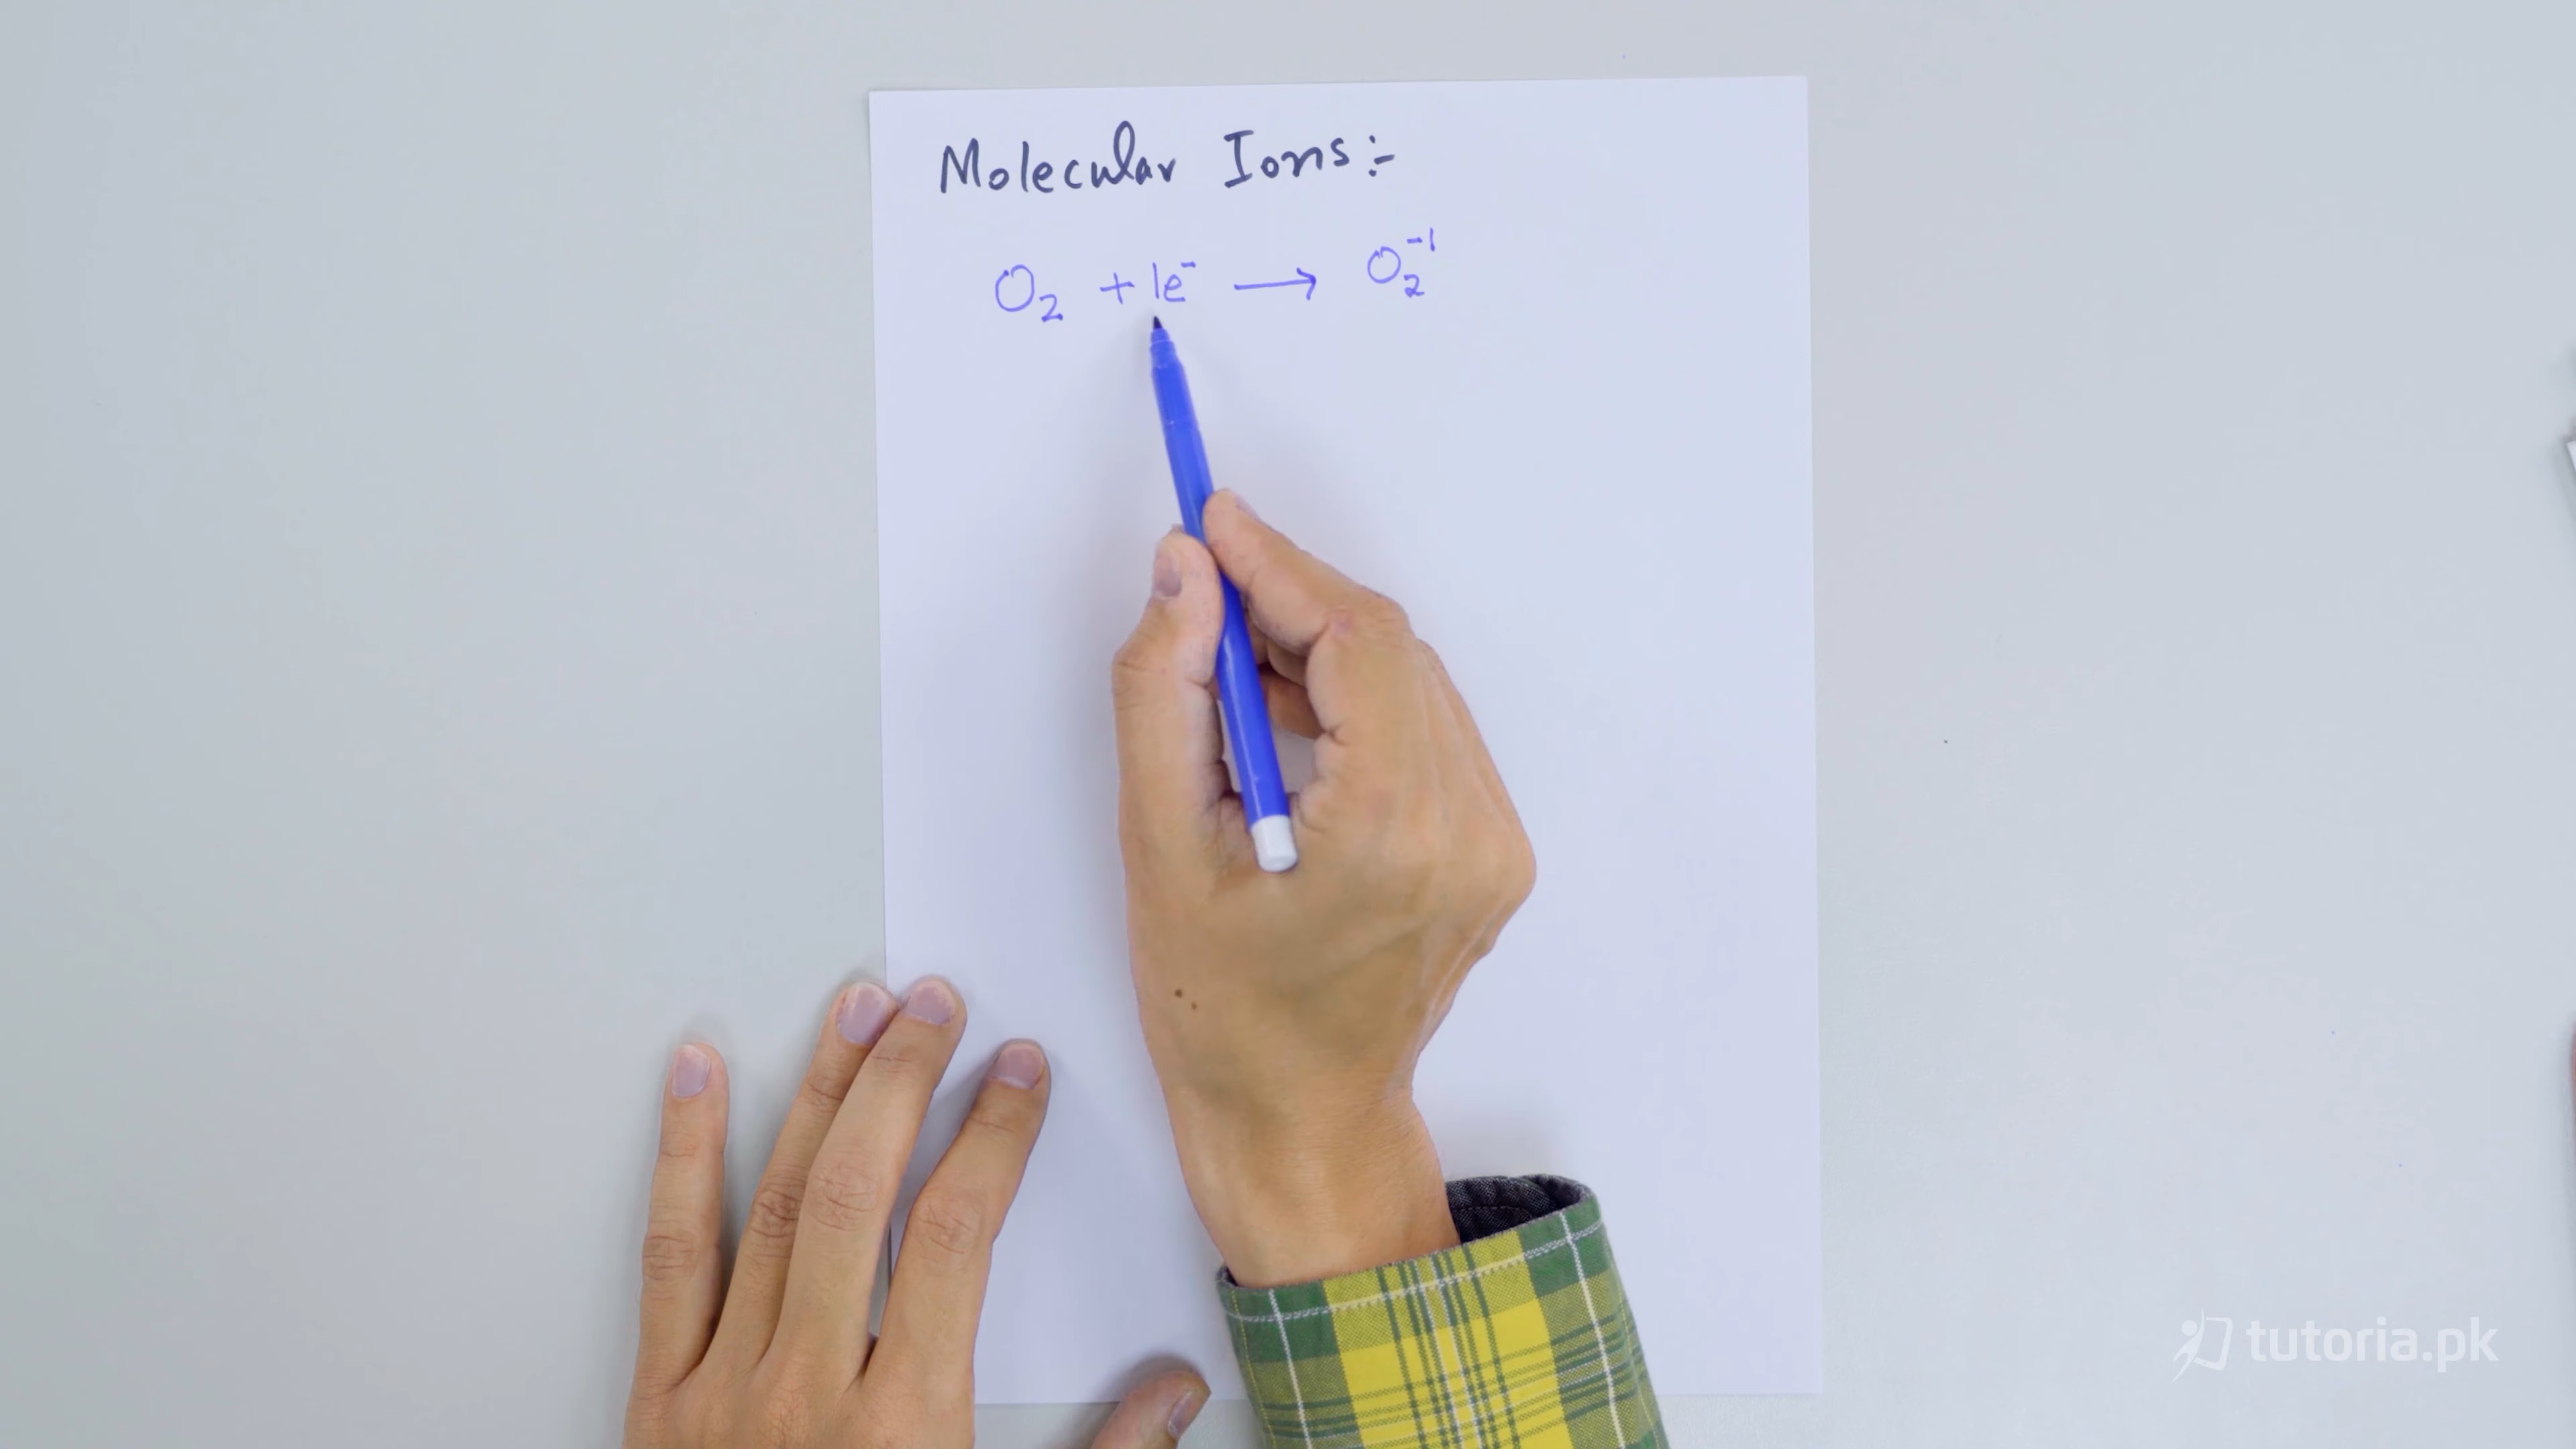 Molecular Ions :-
O₂ + 1e⁻ ⟶ O₂⁻¹
tutoria.pk